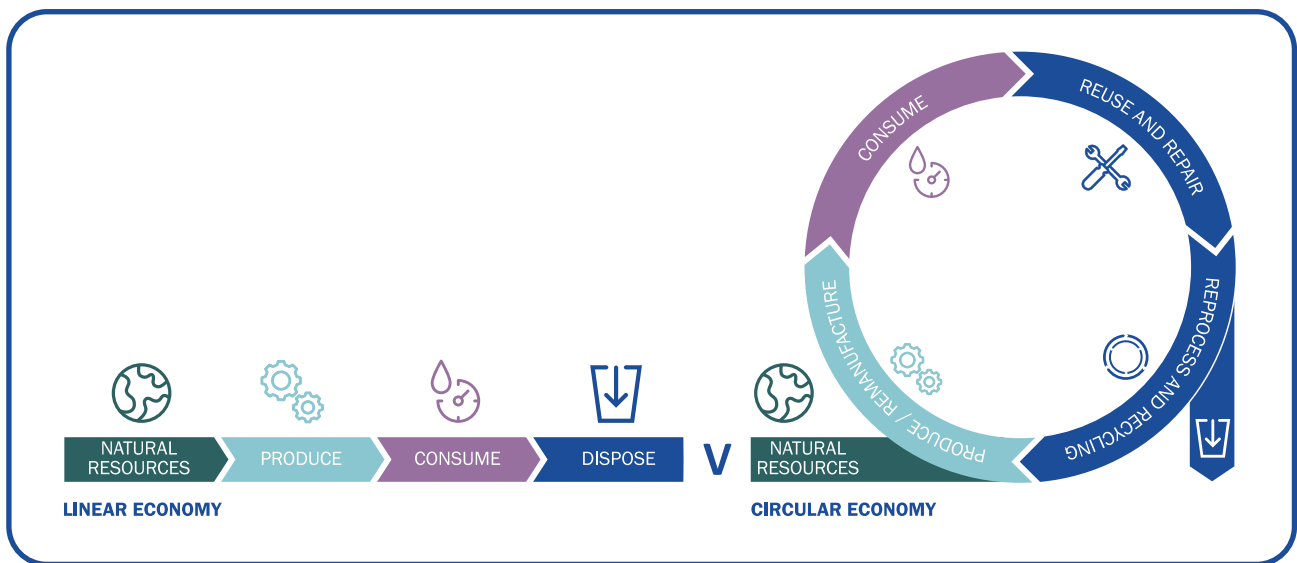 NATURAL
RESOURCES
PRODUCE
CONSUME
DISPOSE
LINEAR ECONOMY
V
NATURAL
RESOURCES
PRODUCE / REMANUFACTURE
CONSUME
REUSE AND REPAIR
REPROCESS AND RECYCLING
CIRCULAR ECONOMY